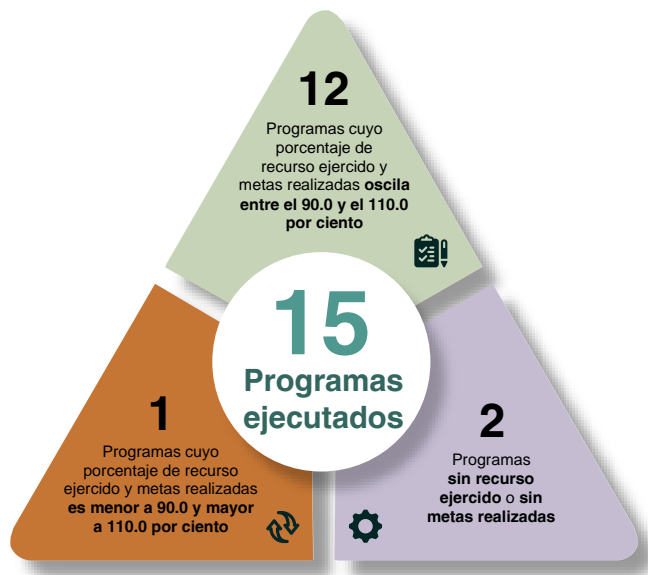 12
Programas cuyo
porcentaje de
recurso ejercido y
metas realizadas oscila
entre el 90.0 y el 110.0
por ciento
15
Programas
ejecutados
1
Programas cuyo
porcentaje de recurso
ejercido y metas realizadas
es menor a 90.0 y mayor
a 110.0 por ciento
2
Programas
sin recurso
ejercido o sin
metas realizadas